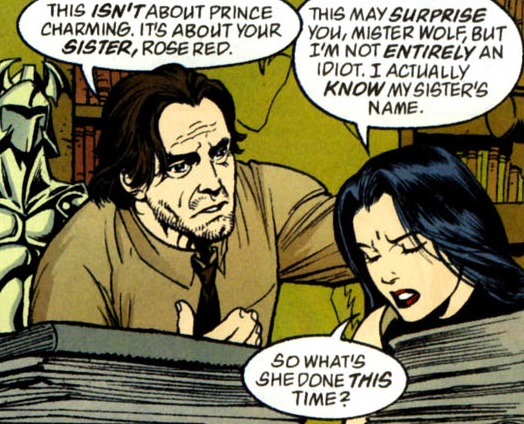 THIS ISN'T ABOUT PRINCE
CHARMING. IT'S ABOUT YOUR
SISTER, ROSE RED.
THIS MAY SURPRISE
YOU, MISTER WOLF, BUT
I'M NOT ENTIRELY AN
IDIOT. I ACTUALLY
KNOW MY SISTER'S
NAME.
SO WHAT'S
SHE DONE THIS
TIME?